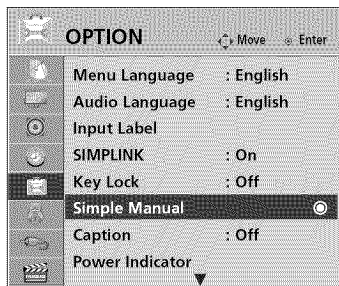 OPTION
Move Enter
Menu Language : English
Audio Language : English
Input Label
SIMPLINK : On
Key Lock : Off
Simple Manual
Caption : Off
Power Indicator